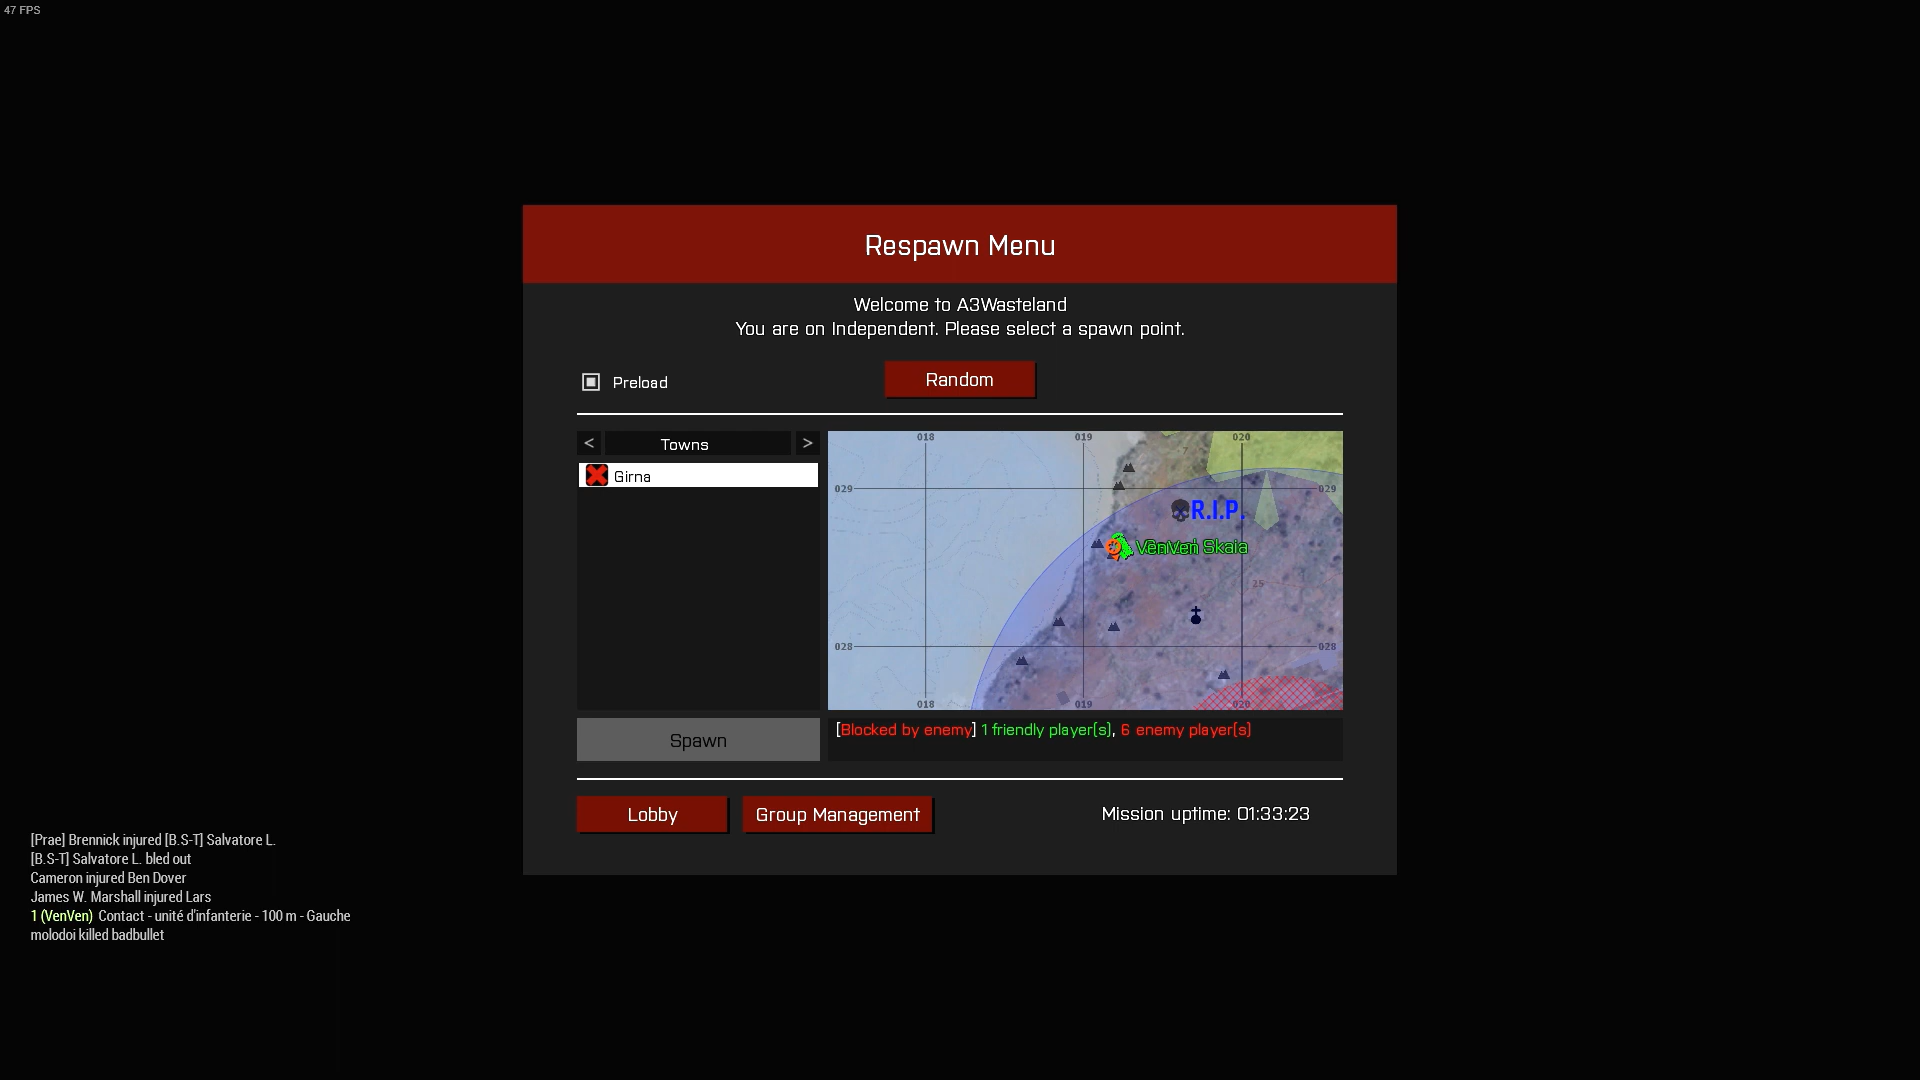 47 FPS
Respawn Menu
Welcome to A3Wasteland
You are on Independent. Please select a spawn point.
Preload
Random
< Towns >
Girna
018 019 020
7
029 029
R.I.P.
Skaia
25
028 028
018 019 020
Spawn
[Blocked by enemy] 1 friendly player(s), 6 enemy player(s)
Lobby
Group Management
Mission uptime: 01:33:23
[Prae] Brennick injured [B.S-T] Salvatore L.
[B.S-T] Salvatore L. bled out
Cameron injured Ben Dover
James W. Marshall injured Lars
1 (VenVen) Contact - unité d'infanterie - 100 m - Gauche
molodoi killed badbullet